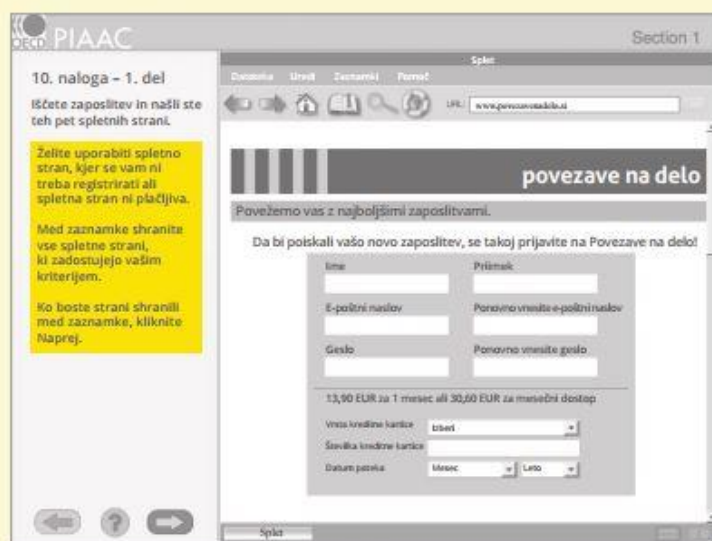 OECD PIAAC
Section 1
10. naloga – 1. del
Iščete zaposlitev in našli ste
teh pet spletnih strani.
Želite uporabiti spletno
stran, kjer se vam ni
treba registrirati ali
spletna stran ni plačljiva.
Med zaznamke shranite
vse spletne strani,
ki zadostujejo vašim
kriterijem.
Ko boste strani shranili
med zaznamke, kliknite
Naprej.
Splet
Datoteka Uredi Zaznamki Pomoč
URL: www.povezavenadelo.si
povezave na delo
Povežemo vas z najboljšimi zaposlitvami.
Da bi poiskali vašo novo zaposlitev, se takoj prijavite na Povezave na delo!
Ime Priimek
E-poštni naslov Ponovno vnesite e-poštni naslov
Geslo Ponovno vnesite geslo
13,90 EUR za 1 mesec ali 30,60 EUR za mesečni dostop
Vrsta kreditne kartice Izberi
Številka kreditne kartice
Datum poteka Mesec Leto
?
Splet